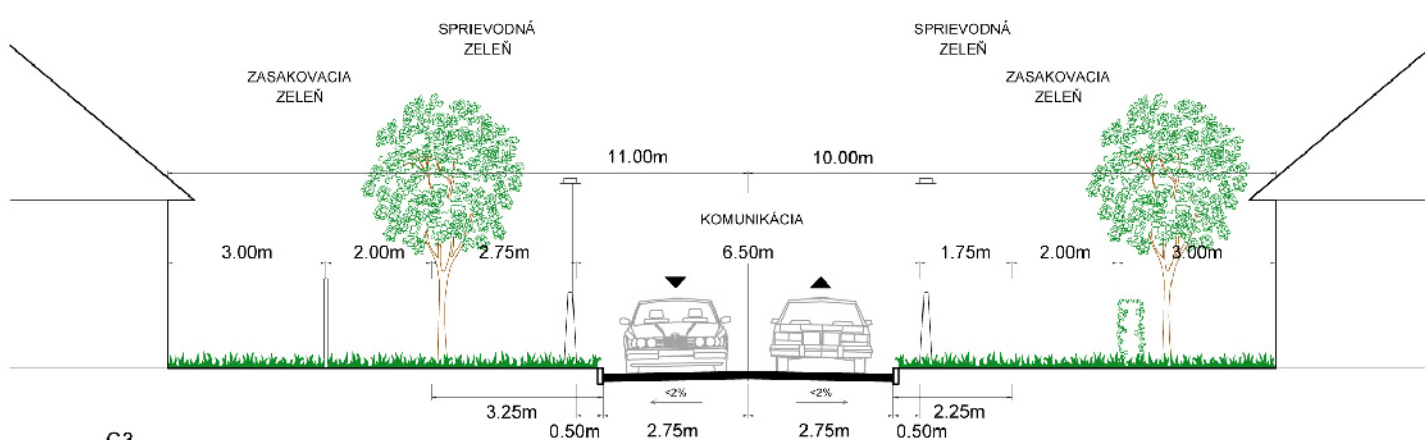 SPRIEVODNÁ
ZELEŇ
SPRIEVODNÁ
ZELEŇ
ZASAKOVACIA
ZELEŇ
ZASAKOVACIA
ZELEŇ
11.00m 10.00m
KOMUNIKÁCIA
3.00m 2.00m 2.75m 6.50m 1.75m 2.00m 3.00m
<2% <2%
3.25m 2.25m
0.50m 2.75m 2.75m 0.50m